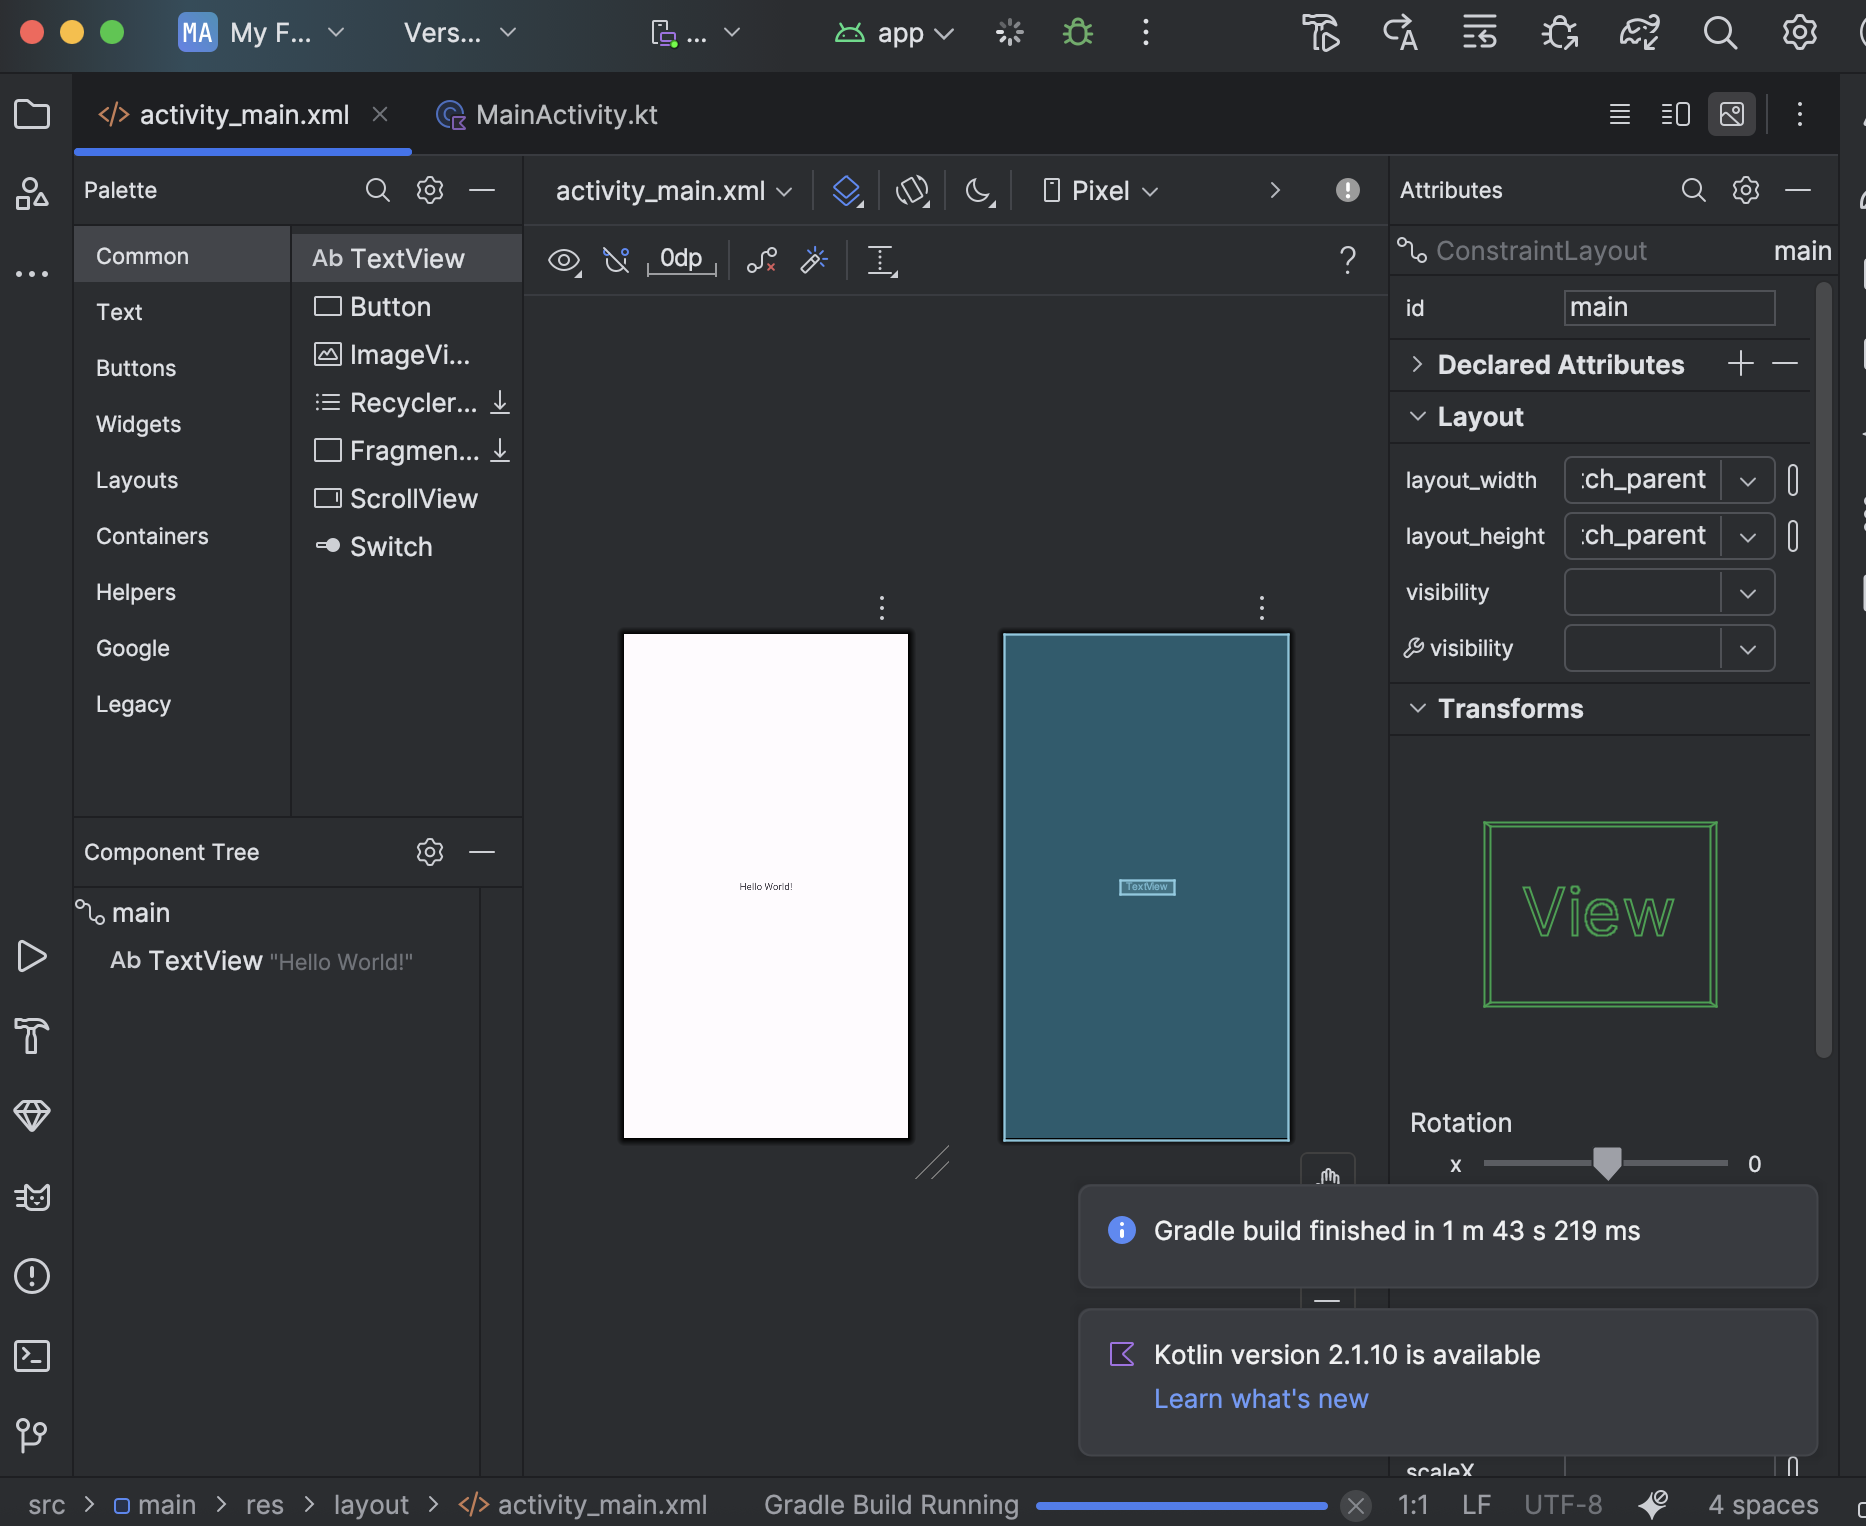 MA My F...
Vers...
...
app
activity_main.xml
MainActivity.kt
Palette
activity_main.xml
Pixel
Attributes
Common
Text
Buttons
Widgets
Layouts
Containers
Helpers
Google
Legacy
Ab TextView
Button
ImageVi...
Recycler...
Fragmen...
ScrollView
Switch
0dp
?
ConstraintLayout main
id main
Declared Attributes
Layout
layout_width :ch_parent
layout_height :ch_parent
visibility
visibility
Transforms
Hello World!
TextView
View
Component Tree
main
Ab TextView "Hello World!"
Rotation
x 0
Gradle build finished in 1 m 43 s 219 ms
Kotlin version 2.1.10 is available
Learn what's new
scaleX
src > main > res > layout > activity_main.xml
Gradle Build Running
1:1 LF UTF-8 4 spaces